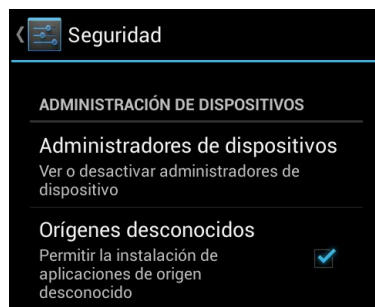 Seguridad
ADMINISTRACIÓN DE DISPOSITIVOS
Administradores de dispositivos
Ver o desactivar administradores de
dispositivo
Orígenes desconocidos
Permitir la instalación de
aplicaciones de origen
desconocido